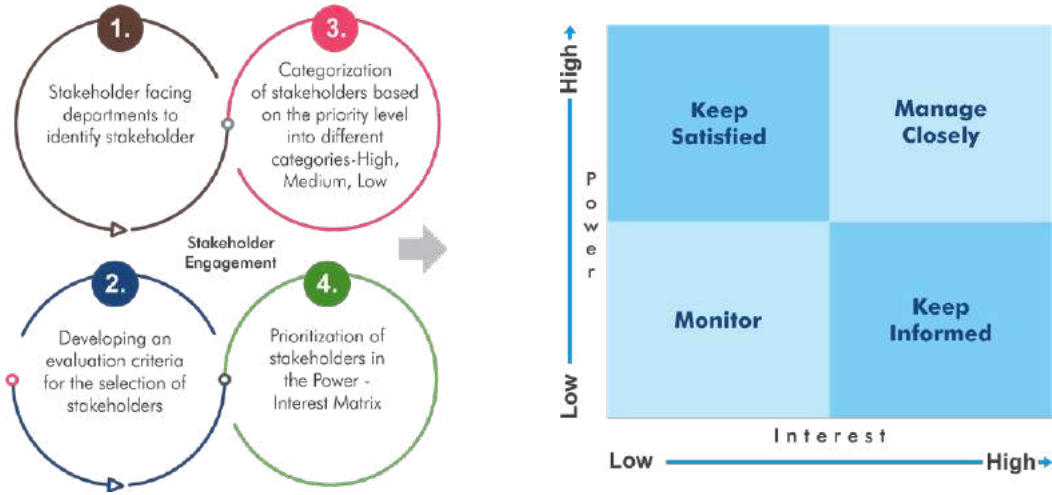 1.
Stakeholder facing
departments to
identify stakeholder
2.
Developing an
evaluation criteria
for the selection of
stakeholders
3.
Categorization
of stakeholders based
on the priority level
into different
categories-High,
Medium, Low
4.
Prioritization of
stakeholders in
the Power -
Interest Matrix
Stakeholder
Engagement
High
Power
Low
Keep
Satisfied
Manage
Closely
Monitor
Keep
Informed
Interest
Low
High